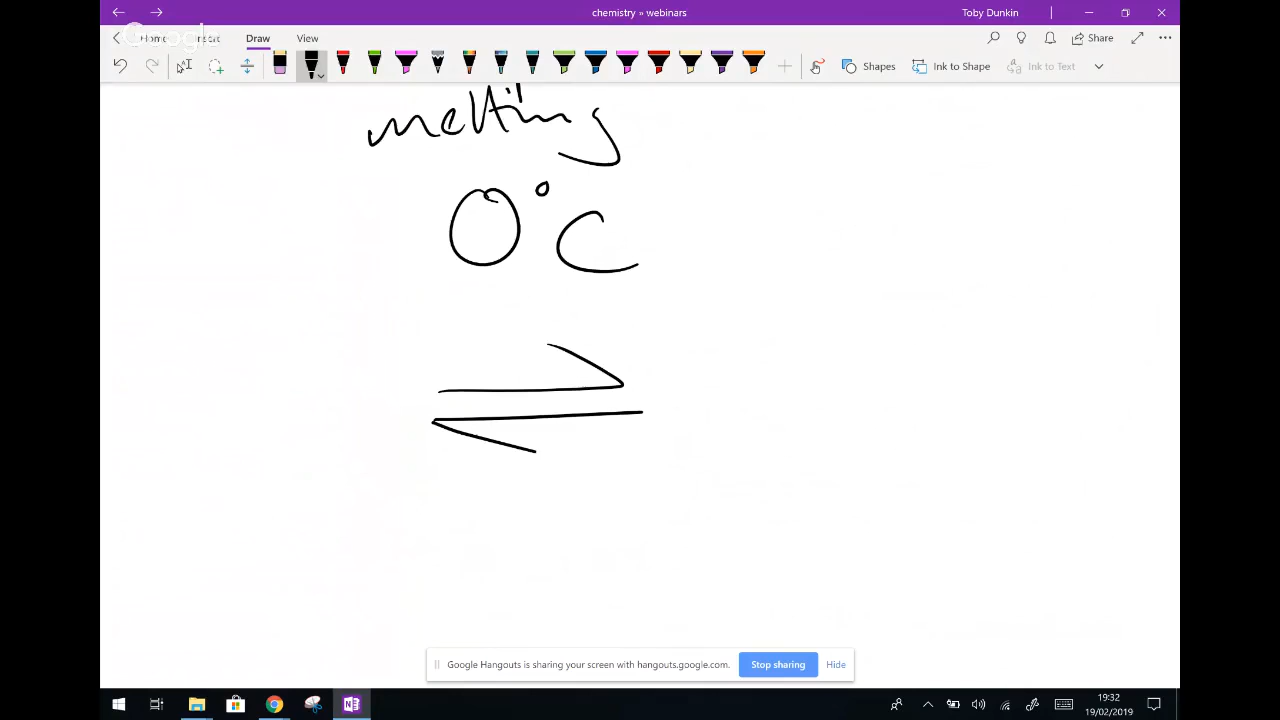 chemistry » webinars
Toby Dunkin
Google
Home
Insert
Draw
View
Share
Shapes
Ink to Shape
Ink to Text
melting
0°C
⇌
Google Hangouts is sharing your screen with hangouts.google.com.
Stop sharing
Hide
19:32
19/02/2019